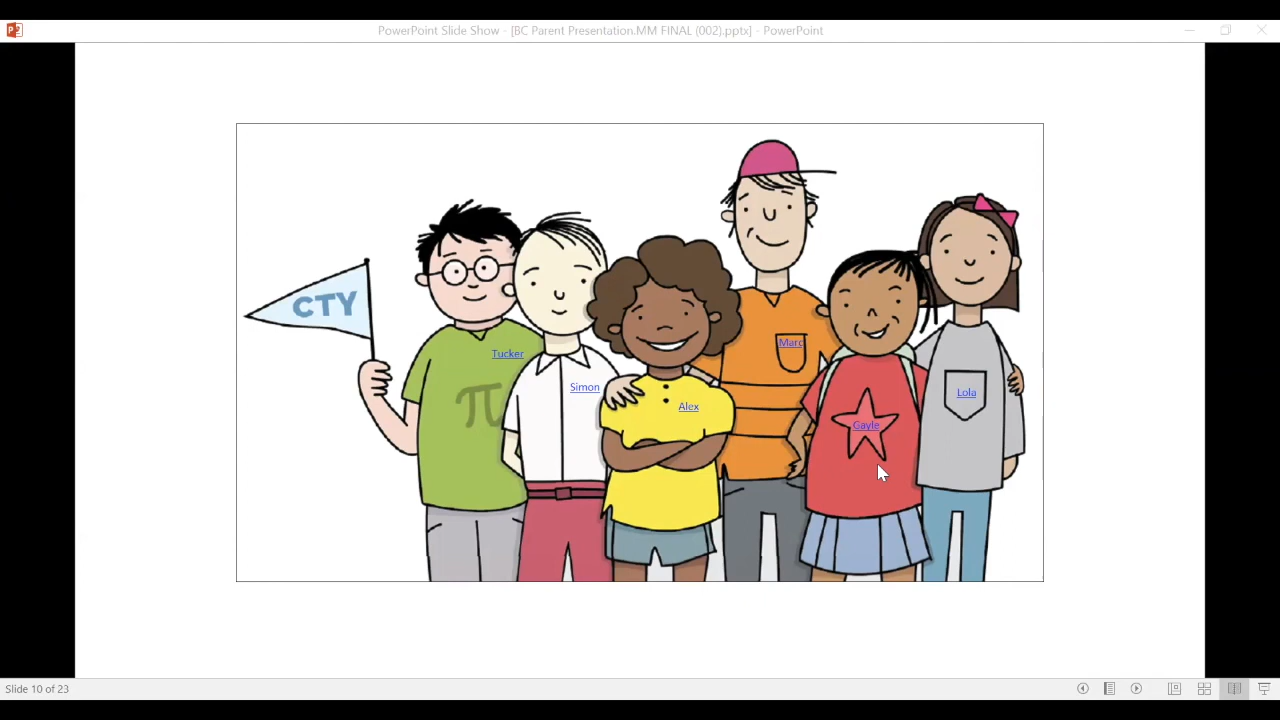 PowerPoint Slide Show - [BC Parent Presentation.MM FINAL (002).pptx] - PowerPoint
CTY
π
Tucker
Simon
Alex
Marc
Gayle
Lola
Slide 10 of 23